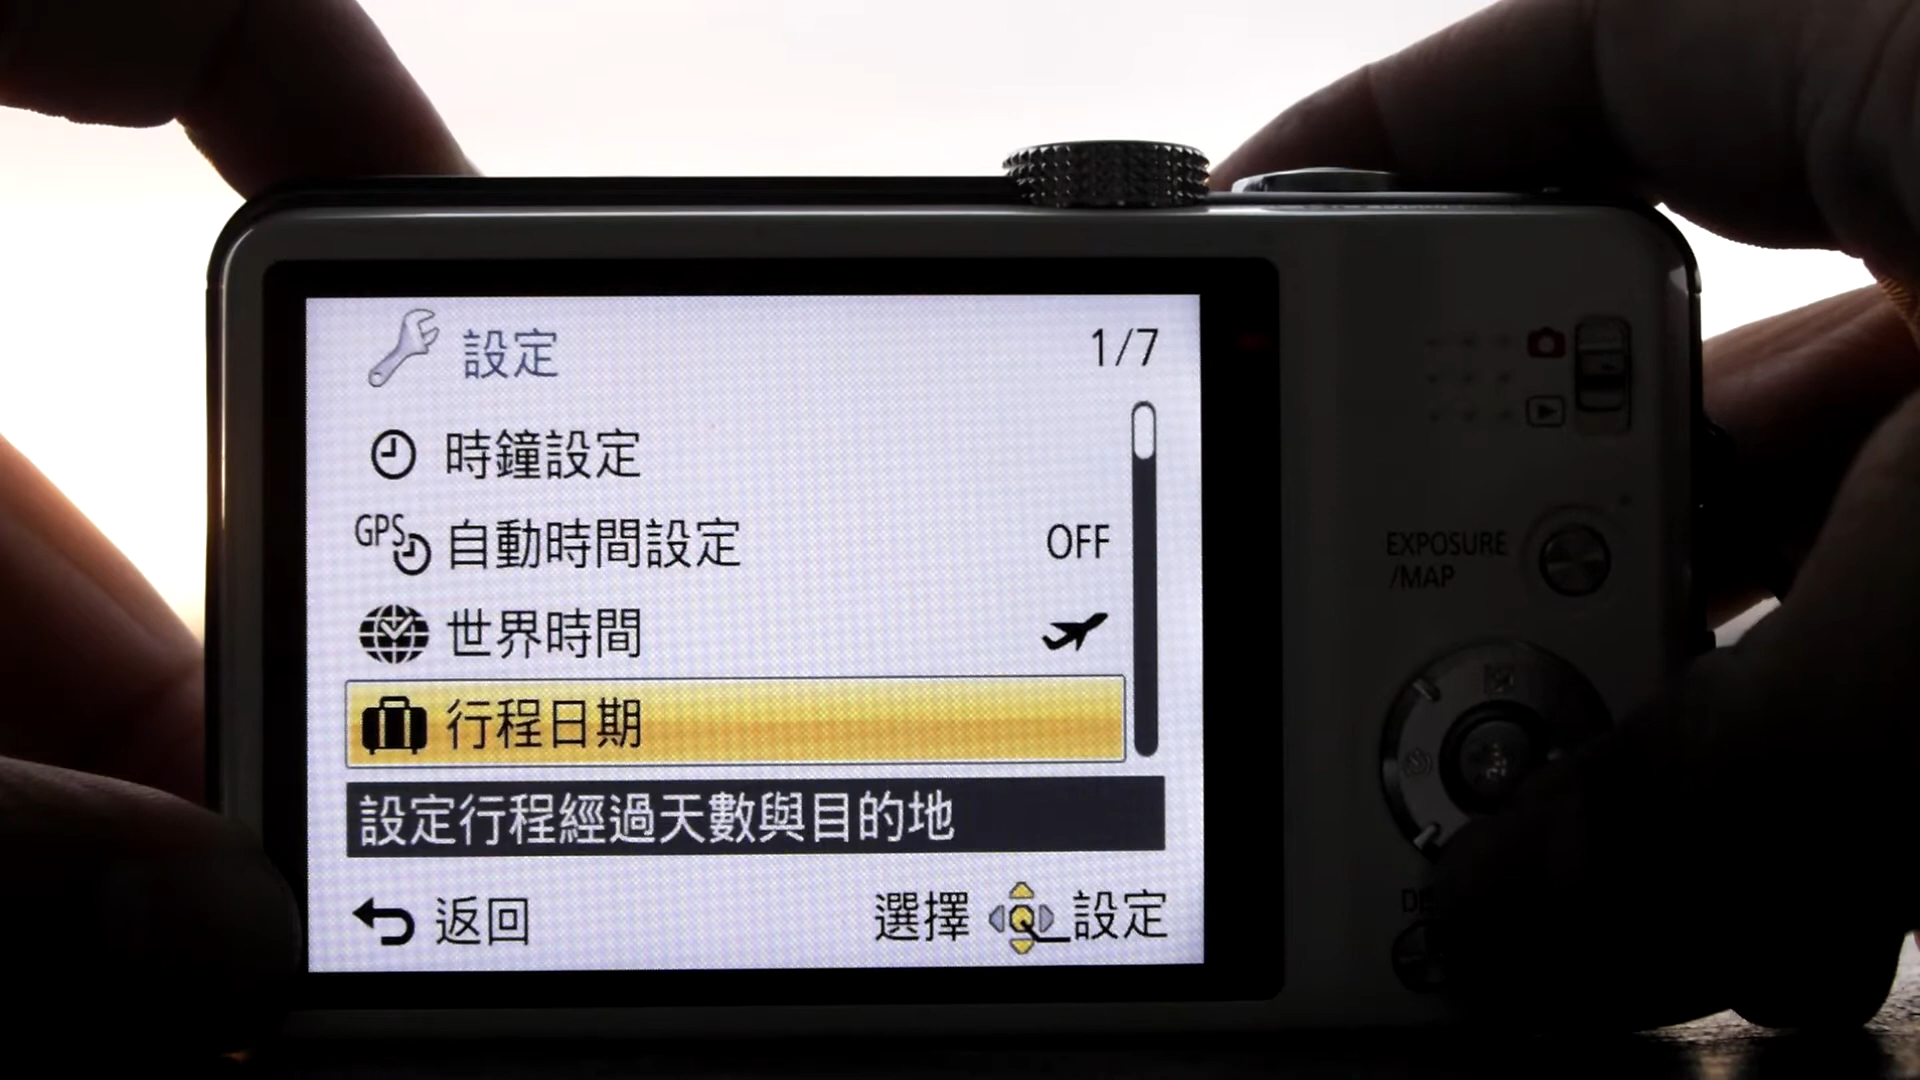 設定 1/7
時鐘設定
GPS 自動時間設定 OFF
世界時間
行程日期
設定行程經過天數與目的地
返回 選擇 設定
EXPOSURE
/MAP